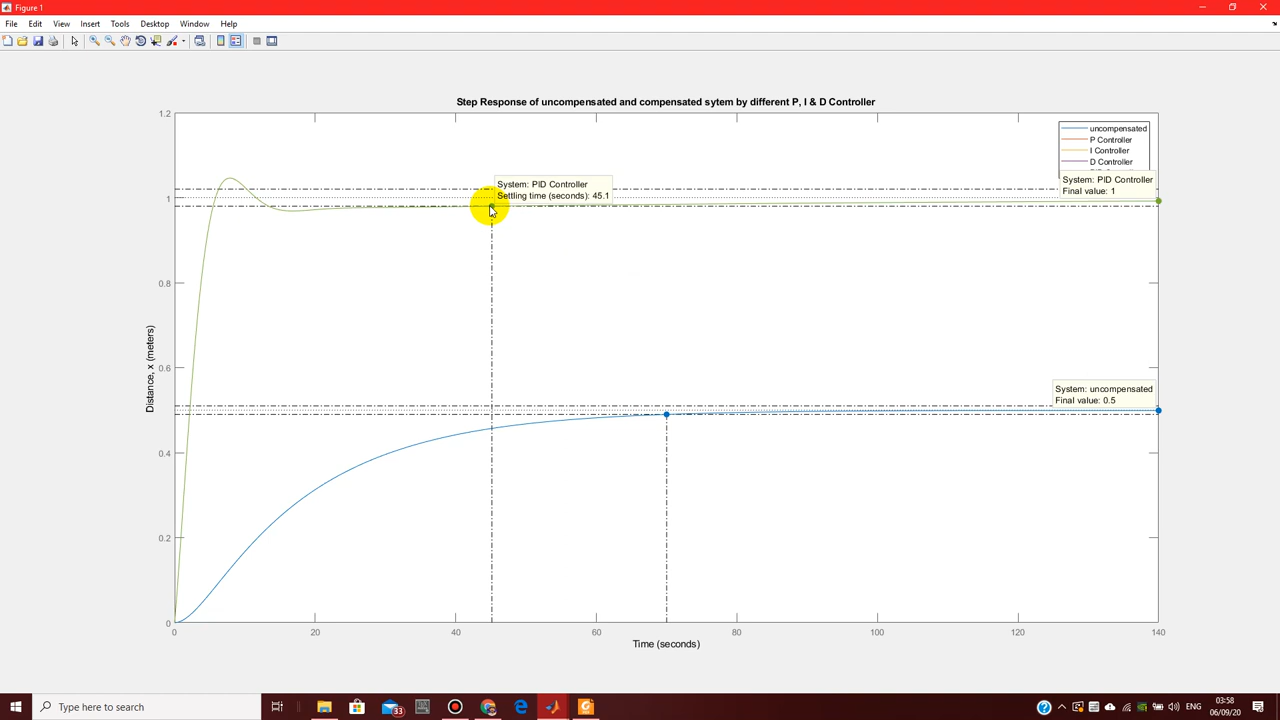 Figure 1
File Edit View Insert Tools Desktop Window Help
Step Response of uncompensated and compensated sytem by different P, I & D Controller
uncompensated
P Controller
I Controller
D Controller
System: PID Controller
Final value: 1
System: PID Controller
Settling time (seconds): 45.1
System: uncompensated
Final value: 0.5
Distance, x (meters)
1.2
1
0.8
0.6
0.4
0.2
0
0 20 40 60 80 100 120 140
Time (seconds)
Type here to search
33
ENG
03:58
06/09/20